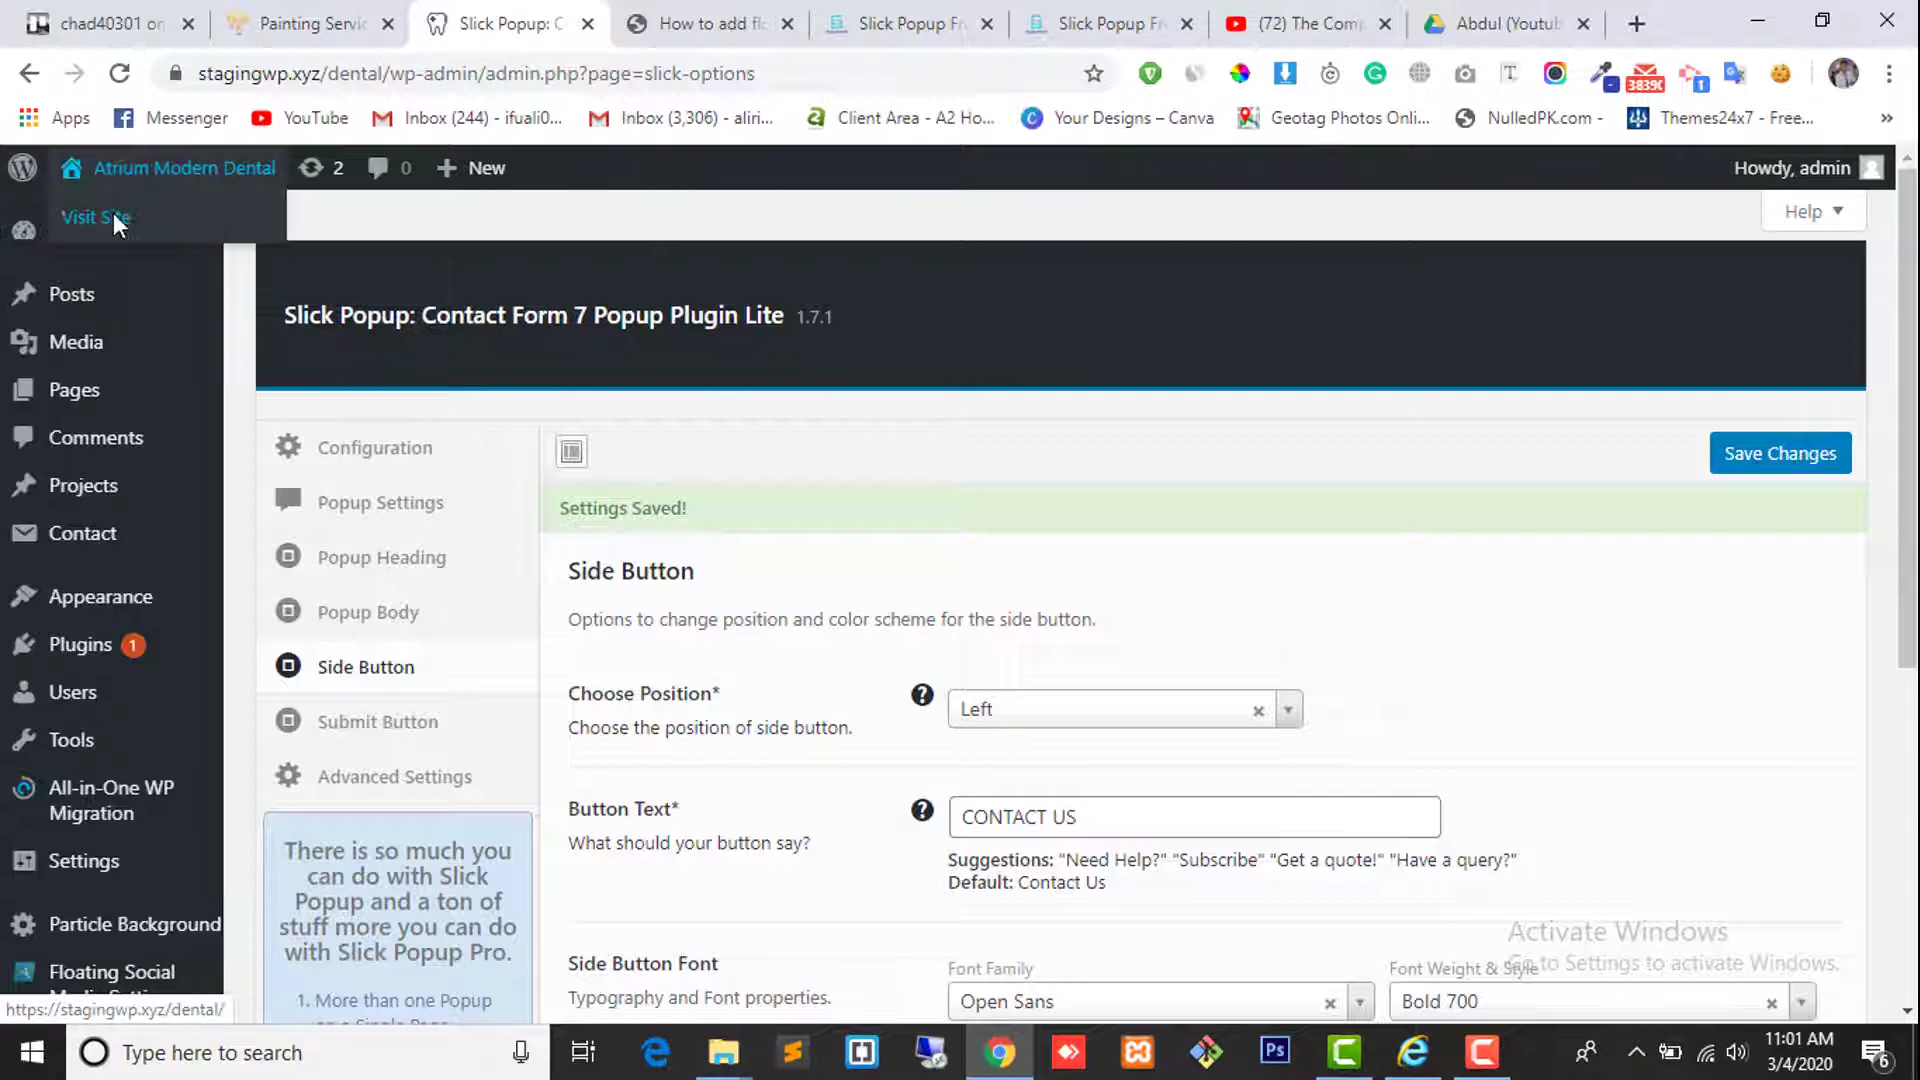 chad40301 on
Painting Servic
Slick Popup: C
How to add flo
Slick Popup Fr
Slick Popup Fr
(72) The Comp
Abdul (Youtub
stagingwp.xyz/dental/wp-admin/admin.php?page=slick-options
3839
1
Apps
Messenger
YouTube
Inbox (244) - ifuali0...
Inbox (3,306) - aliri...
Client Area - A2 Ho...
Your Designs – Canva
Geotag Photos Onli...
NulledPK.com -
Themes24x7 - Free...
»
Atrium Modern Dental
2
0
New
Howdy, admin
Visit Site
Help
Posts
Media
Pages
Comments
Projects
Contact
Appearance
Plugins 1
Users
Tools
All-in-One WP
Migration
Settings
Particle Background
Floating Social
https://stagingwp.xyz/dental/
Slick Popup: Contact Form 7 Popup Plugin Lite 1.7.1
Configuration
Popup Settings
Popup Heading
Popup Body
Side Button
Submit Button
Advanced Settings
There is so much you
can do with Slick
Popup and a ton of
stuff more you can do
with Slick Popup Pro.
1. More than one Popup
on a Single Page
Save Changes
Settings Saved!
Side Button
Options to change position and color scheme for the side button.
Choose Position*
Choose the position of side button.
Left
Button Text*
What should your button say?
CONTACT US
Suggestions: "Need Help?" "Subscribe" "Get a quote!" "Have a query?"
Default: Contact Us
Side Button Font
Typography and Font properties.
Font Family
Open Sans
Font Weight & Style
Bold 700
Activate Windows
Go to Settings to activate Windows.
Type here to search
Ps
11:01 AM
3/4/2020
6